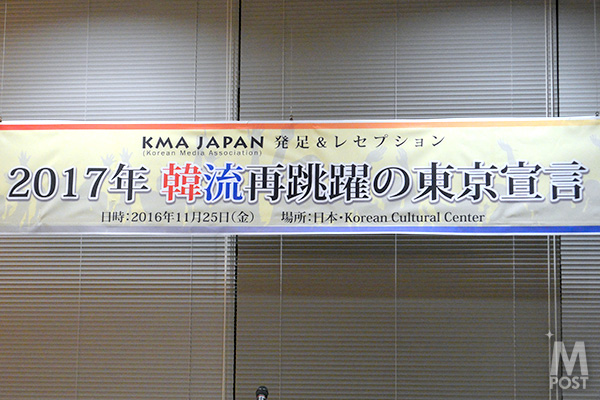 KMA JAPAN 発足&レセプション
(Korean Media Association)
2017年 韓流再跳躍の東京宣言
日時:2016年11月25日(金) 場所:日本・Korean Cultural Center
M
POST